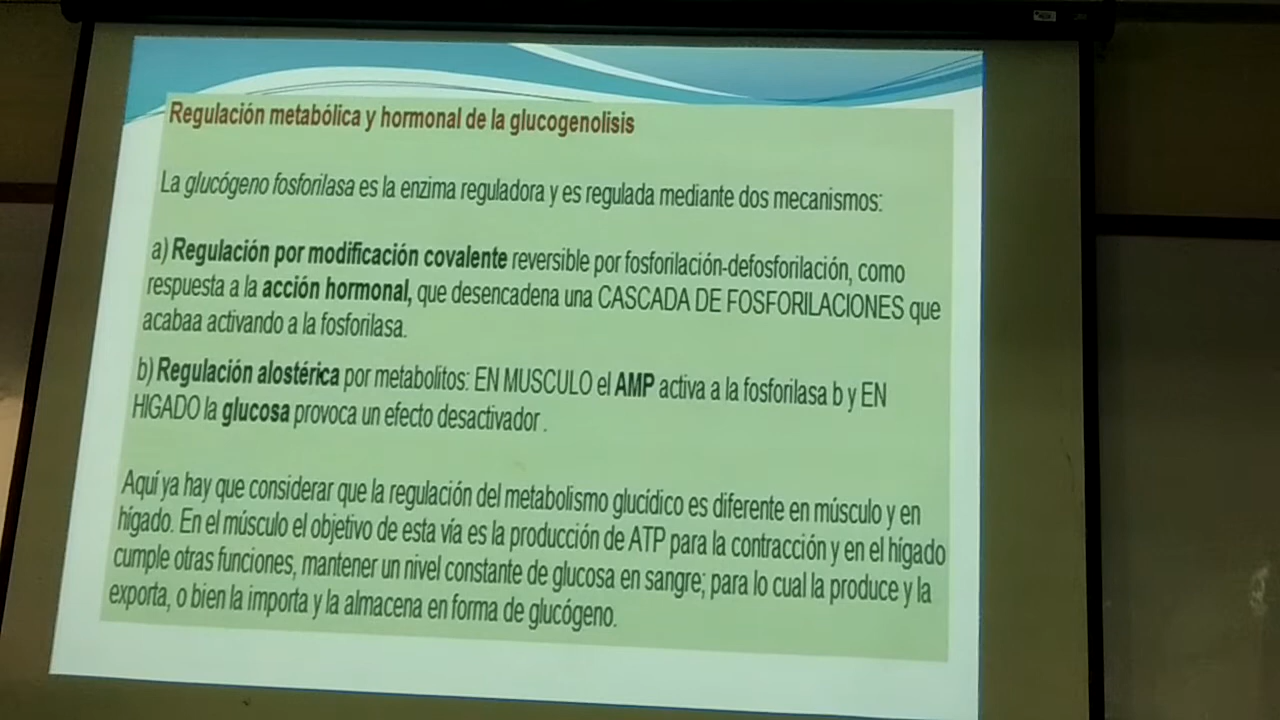 Regulación metabólica y hormonal de la glucogenolisis
La glucógeno fosforilasa es la enzima reguladora y es regulada mediante dos mecanismos:
a) Regulación por modificación covalente reversible por fosforilación-defosforilación, como
respuesta a la acción hormonal, que desencadena una CASCADA DE FOSFORILACIONES que
acabaa activando a la fosforilasa.
b) Regulación alostérica por metabolitos: EN MUSCULO el AMP activa a la fosforilasa b y EN
HIGADO la glucosa provoca un efecto desactivador .
Aquí ya hay que considerar que la regulación del metabolismo glucídico es diferente en músculo y en
hígado. En el músculo el objetivo de esta vía es la producción de ATP para la contracción y en el hígado
cumple otras funciones, mantener un nivel constante de glucosa en sangre; para lo cual la produce y la
exporta, o bien la importa y la almacena en forma de glucógeno.